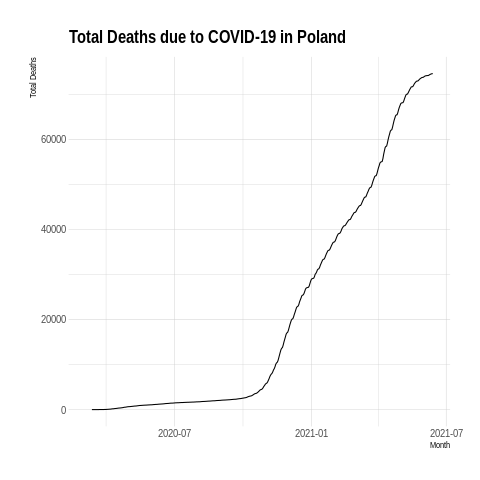 Total Deaths due to COVID-19 in Poland
Total Deaths
60000
40000
20000
0
2020-07
2021-01
2021-07
Month